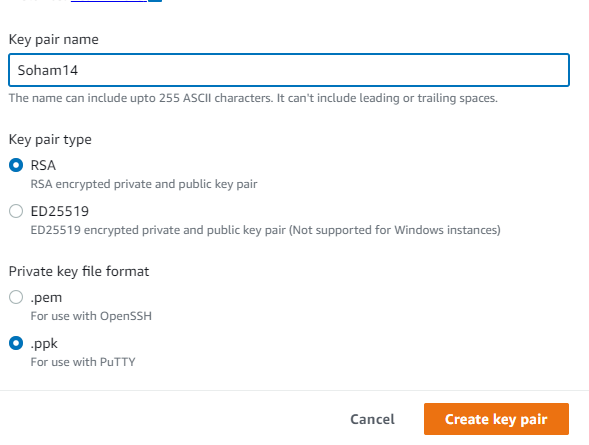 Key pair name
Soham14
The name can include upto 255 ASCII characters. It can't include leading or trailing spaces.
Key pair type
RSA
RSA encrypted private and public key pair
ED25519
ED25519 encrypted private and public key pair (Not supported for Windows instances)
Private key file format
.pem
For use with OpenSSH
.ppk
For use with PuTTY
Cancel
Create key pair